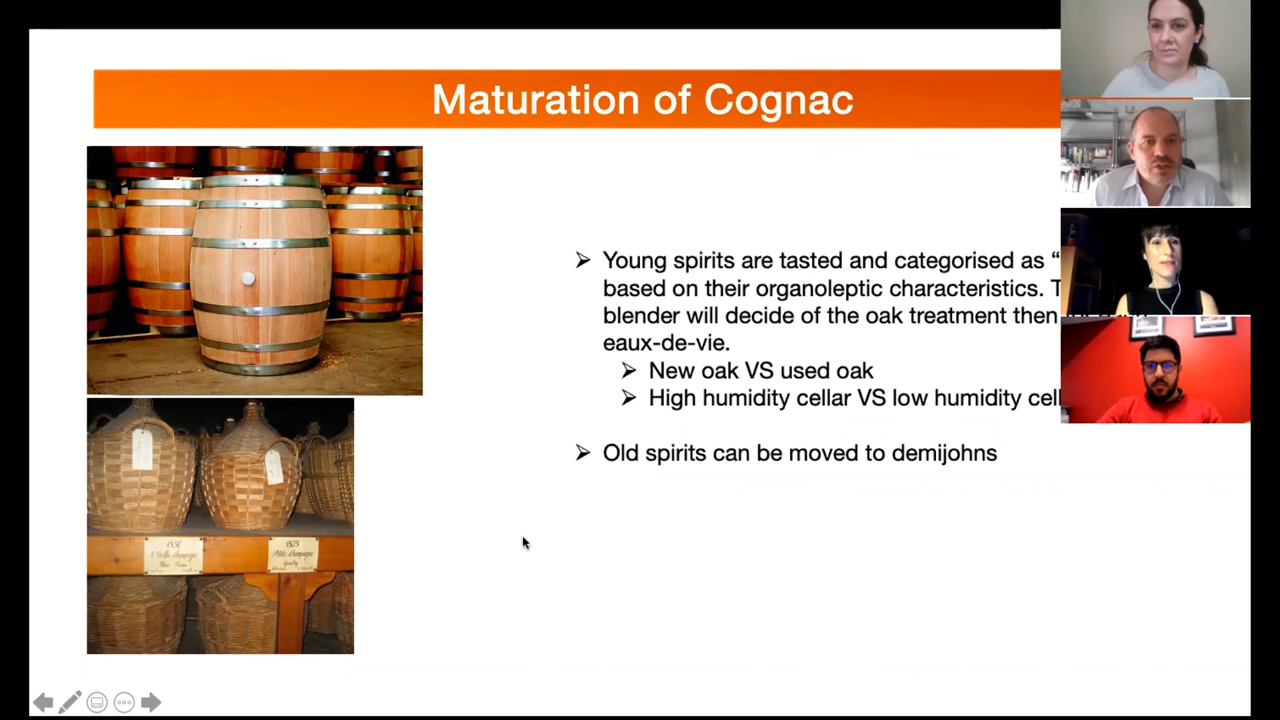 Maturation of Cognac
➢ Young spirits are tasted and categorised as “
based on their organoleptic characteristics. T
blender will decide of the oak treatment then
eaux-de-vie.
➢ New oak VS used oak
➢ High humidity cellar VS low humidity cell
➢ Old spirits can be moved to demijohns
1875